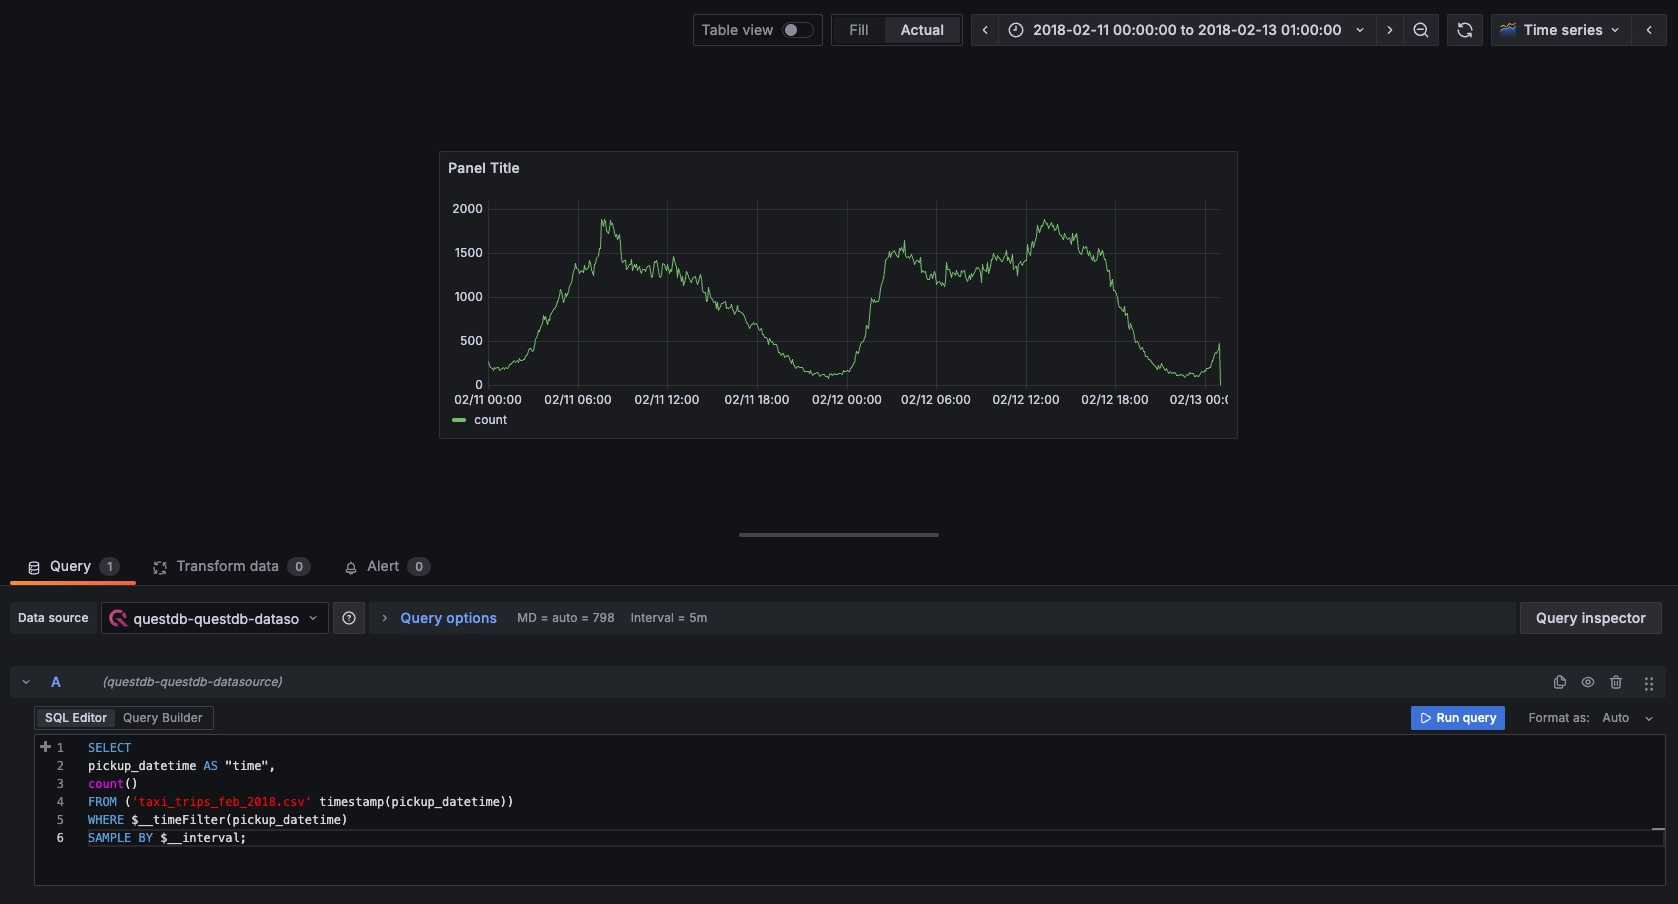 Table view
Fill Actual
2018-02-11 00:00:00 to 2018-02-13 01:00:00
Time series
Panel Title
2000
1500
1000
500
0
02/11 00:00 02/11 06:00 02/11 12:00 02/11 18:00 02/12 00:00 02/12 06:00 02/12 12:00 02/12 18:00 02/13 00:0
count
Query 1 Transform data 0 Alert 0
Data source questdb-questdb-dataso Query options MD = auto = 798 Interval = 5m Query inspector
A (questdb-questdb-datasource)
SQL Editor Query Builder Run query Format as: Auto
1 SELECT
2 pickup_datetime AS "time",
3 count()
4 FROM ('taxi_trips_feb_2018.csv' timestamp(pickup_datetime))
5 WHERE $__timeFilter(pickup_datetime)
6 SAMPLE BY $__interval;